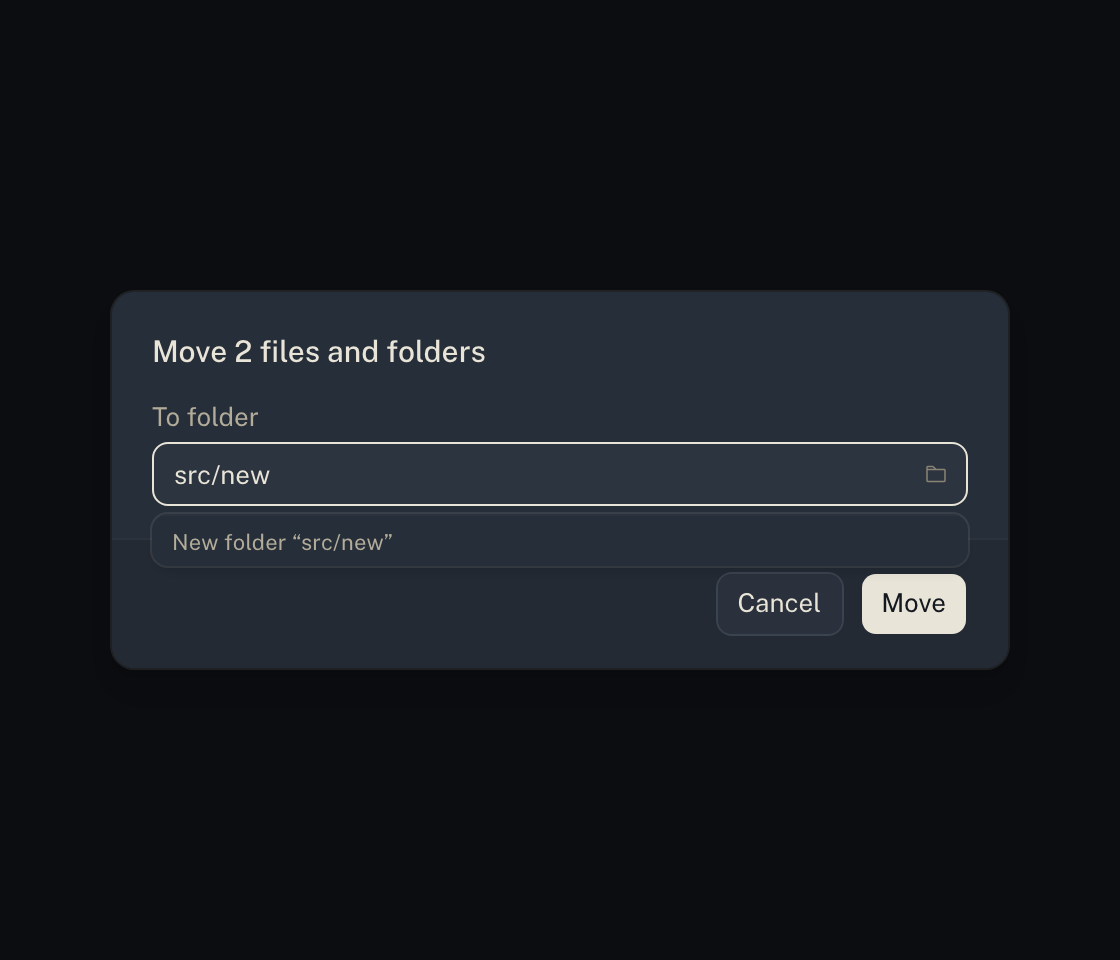 Move 2 files and folders
To folder
src/new
New folder “src/new”
Cancel
Move